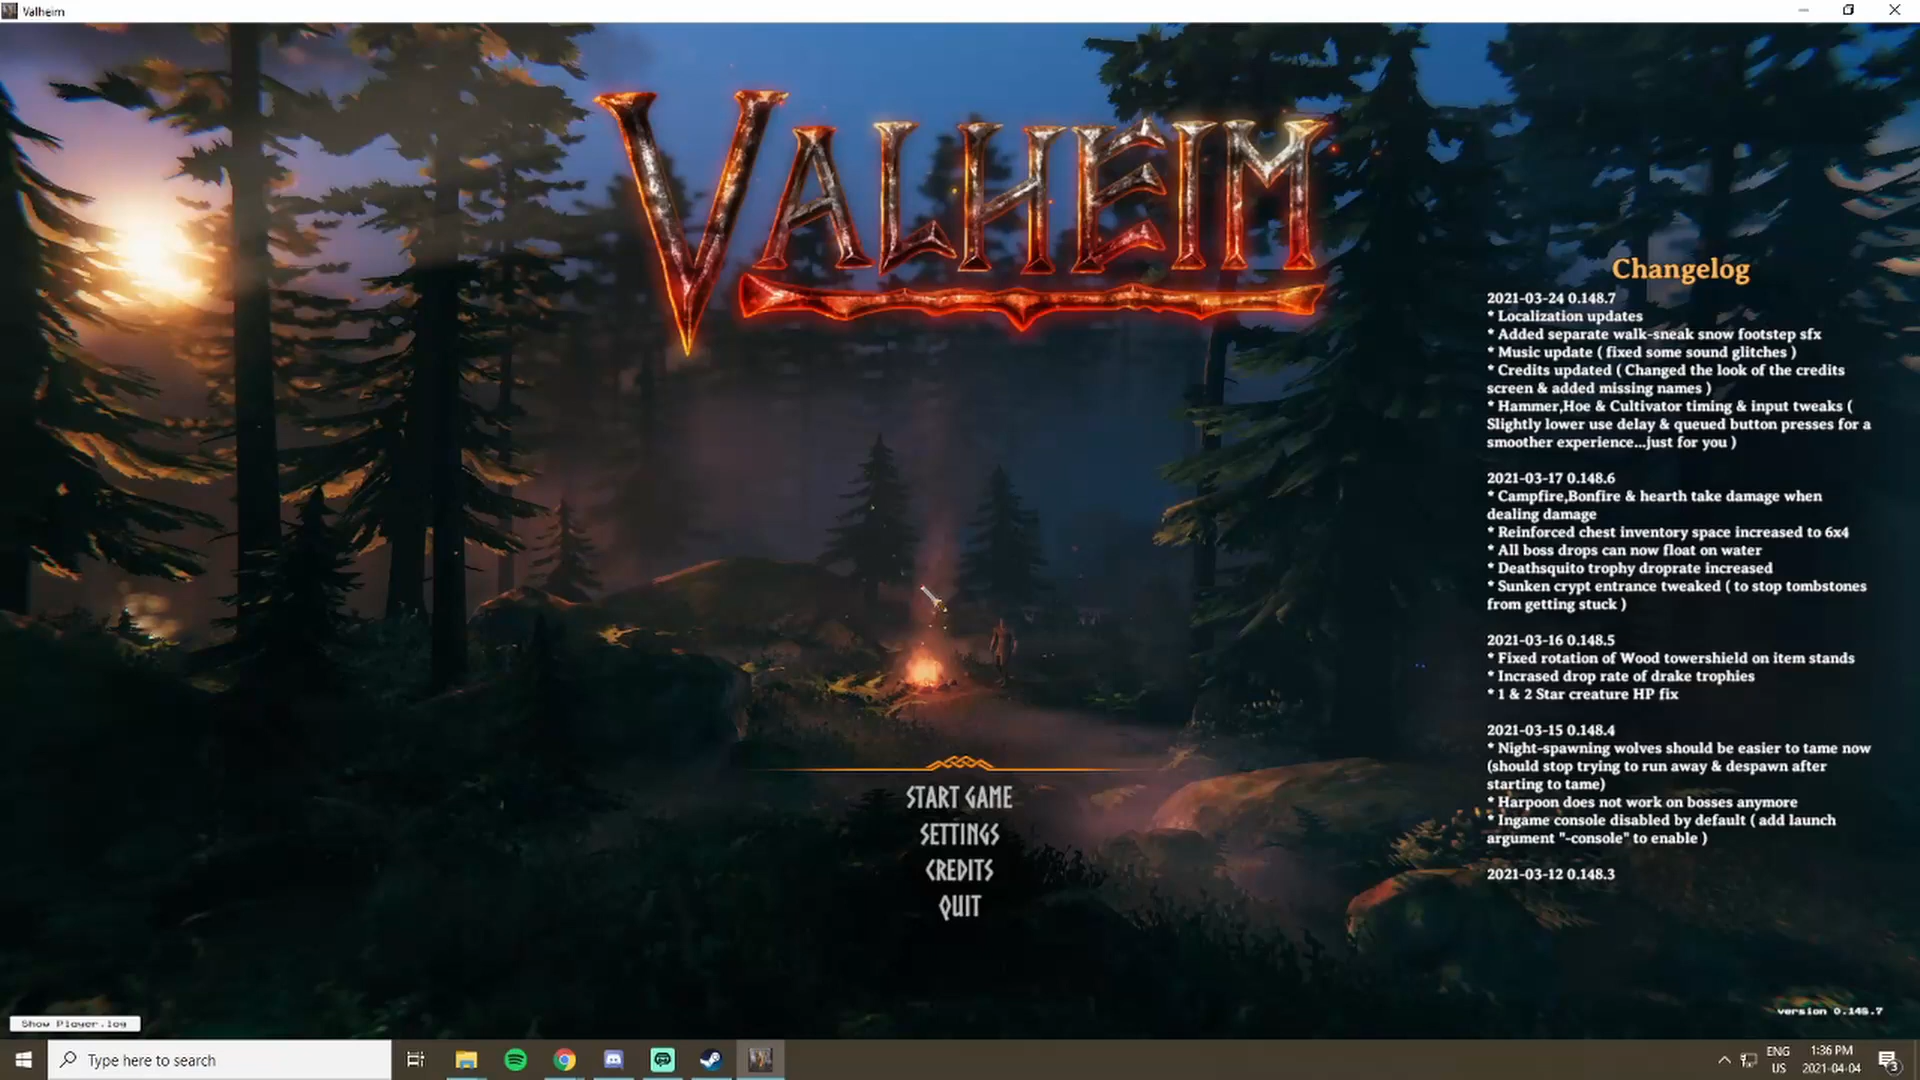 Valheim
VALHEIM
Changelog
2021-03-24 0.148.7
* Localization updates
* Added separate walk-sneak snow footstep sfx
* Music update ( fixed some sound glitches )
* Credits updated ( Changed the look of the credits
screen & added missing names )
* Hammer,Hoe & Cultivator timing & input tweaks (
Slightly lower use delay & queued button presses for a
smoother experience...just for you )
2021-03-17 0.148.6
* Campfire,Bonfire & hearth take damage when
dealing damage
* Reinforced chest inventory space increased to 6x4
* All boss drops can now float on water
* Deathsquito trophy droprate increased
* Sunken crypt entrance tweaked ( to stop tombstones
from getting stuck )
2021-03-16 0.148.5
* Fixed rotation of Wood towershield on item stands
* Incrased drop rate of drake trophies
* 1 & 2 Star creature HP fix
2021-03-15 0.148.4
* Night-spawning wolves should be easier to tame now
(should stop trying to run away & despawn after
starting to tame)
* Harpoon does not work on bosses anymore
* Ingame console disabled by default ( add launch
argument "-console" to enable )
2021-03-12 0.148.3
START GAME
SETTINGS
CREDITS
QUIT
version 0.148.7
Show Player.log
Type here to search
ENG
US
1:36 PM
2021-04-04
3